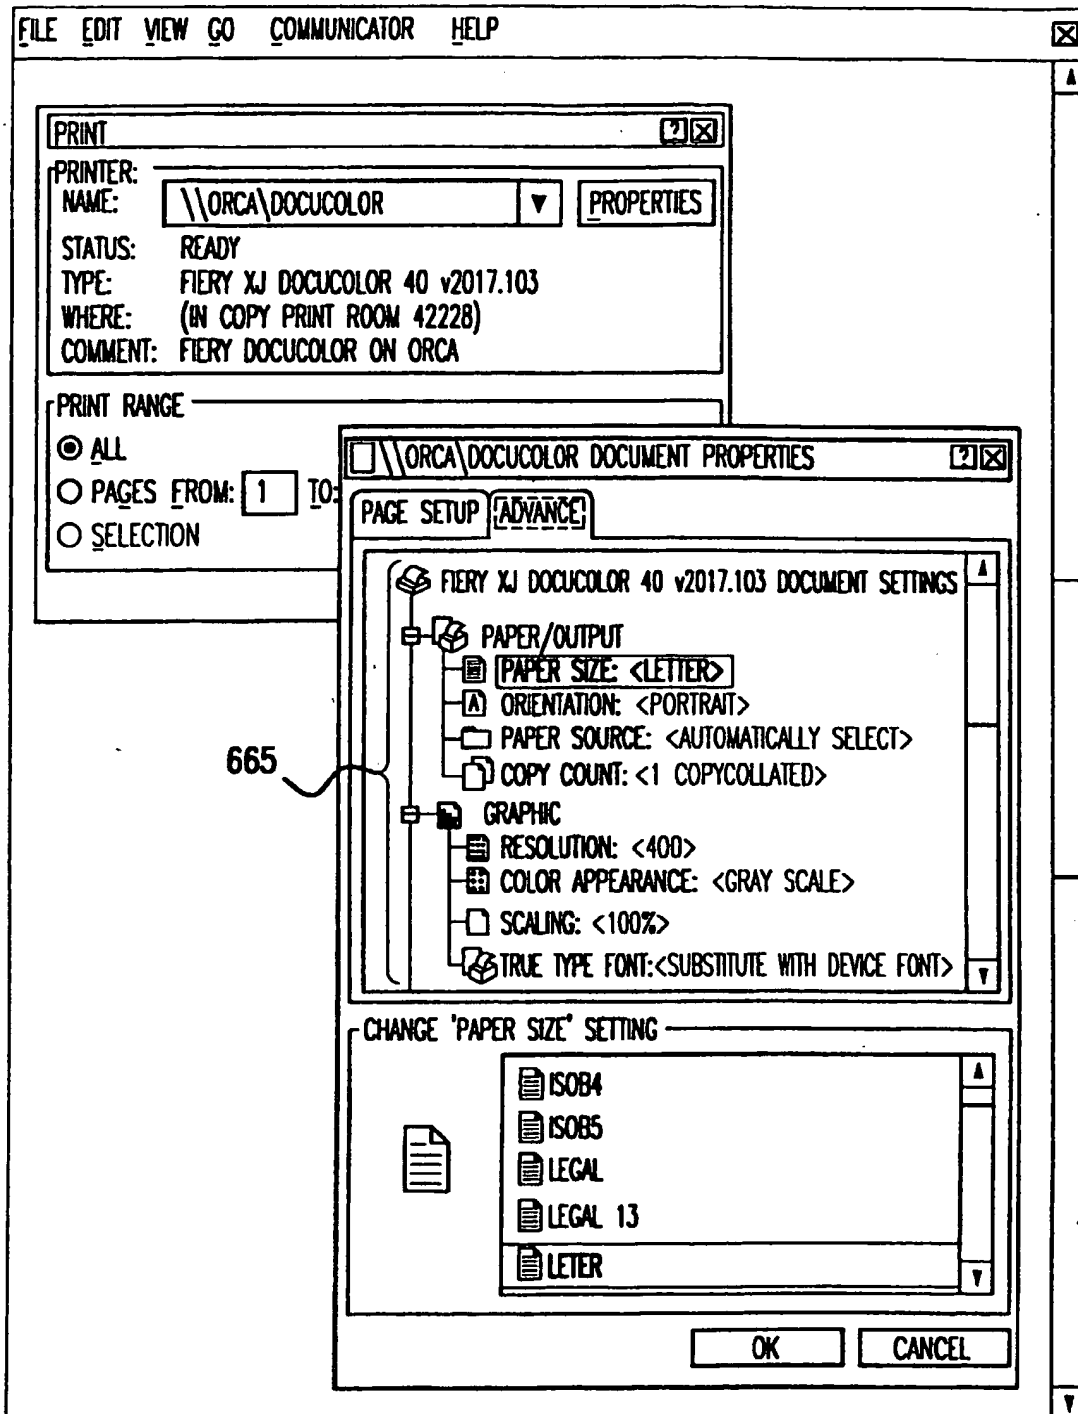 FILE EDIT VIEW GO COMMUNICATOR HELP
PRINT
PRINTER:
NAME: \\ORCA\DOCUCOLOR PROPERTIES
STATUS: READY
TYPE: FIERY XJ DOCUCOLOR 40 v2017.103
WHERE: (IN COPY PRINT ROOM 42228)
COMMENT: FIERY DOCUCOLOR ON ORCA
PRINT RANGE
ALL
PAGES FROM: 1 TO:
SELECTION
\\ORCA\DOCUCOLOR DOCUMENT PROPERTIES
PAGE SETUP ADVANCE
FIERY XJ DOCUCOLOR 40 v2017.103 DOCUMENT SETTINGS
PAPER/OUTPUT
PAPER SIZE: <LETTER>
A ORIENTATION: <PORTRAIT>
PAPER SOURCE: <AUTOMATICALLY SELECT>
COPY COUNT: <1 COPYCOLLATED>
665
GRAPHIC
RESOLUTION: <400>
COLOR APPEARANCE: <GRAY SCALE>
SCALING: <100%>
TRUE TYPE FONT:<SUBSTITUTE WITH DEVICE FONT>
CHANGE 'PAPER SIZE' SETTING
ISOB4
ISOB5
LEGAL
LEGAL 13
LETER
OK CANCEL